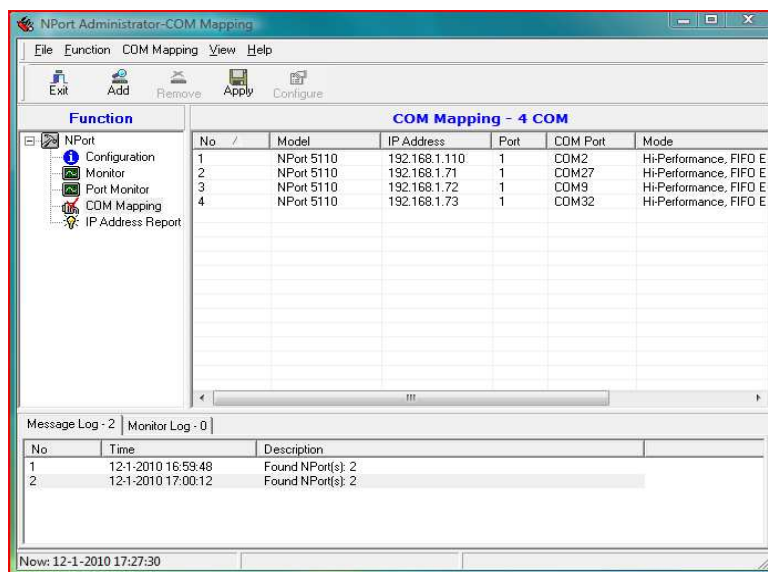 NPort Administrator-COM Mapping
File Function COM Mapping View Help
Exit Add Remove Apply Configure
Function
COM Mapping - 4 COM
NPort
Configuration
Monitor
Port Monitor
COM Mapping
IP Address Report
No / Model IP Address Port COM Port Mode
1 NPort 5110 192.168.1.110 1 COM2 Hi-Performance, FIFO E
2 NPort 5110 192.168.1.71 1 COM27 Hi-Performance, FIFO E
3 NPort 5110 192.168.1.72 1 COM9 Hi-Performance, FIFO E
4 NPort 5110 192.168.1.73 1 COM32 Hi-Performance, FIFO E
Message Log - 2 Monitor Log - 0
No Time Description
1 12-1-2010 16:59:48 Found NPort(s): 2
2 12-1-2010 17:00:12 Found NPort(s): 2
Now: 12-1-2010 17:27:30